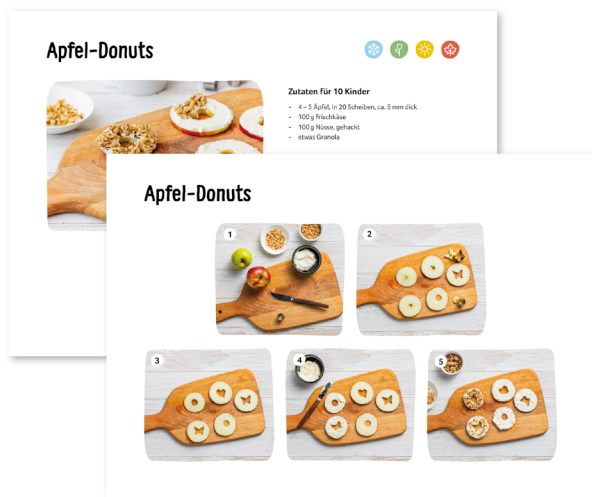 Apfel-Donuts
Zutaten für 10 Kinder
- 4 – 5 Äpfel, in 20 Scheiben, ca. 5 mm dick
- 100 g Frischkäse
- 100 g Nüsse, gehackt
- etwas Granola
Apfel-Donuts
1
2
3
4
5